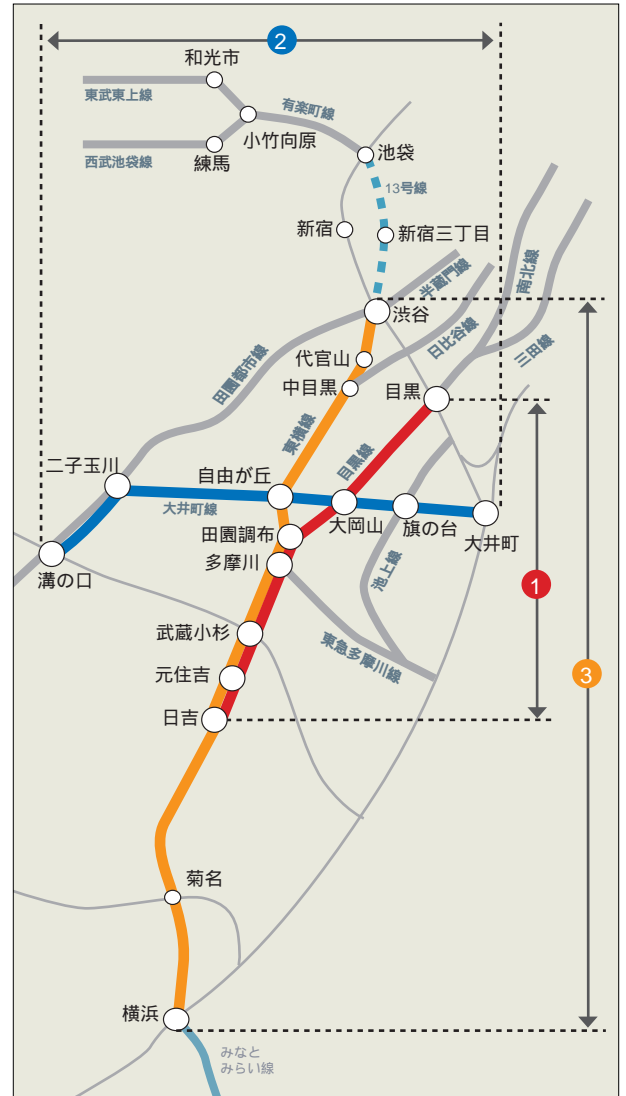 2
和光市
東武東上線
有楽町線
小竹向原
池袋
西武池袋線
練馬
13号線
新宿
新宿三丁目
半蔵門線
南北線
渋谷
日比谷線
三田線
田園都市線
代官山
中目黒
目黒
東横線
目黒線
二子玉川
自由が丘
大井町線
大岡山
旗の台
大井町
田園調布
多摩川
溝の口
池上線
1
武蔵小杉
東急多摩川線
元住吉
3
日吉
菊名
横浜
みなと
みらい線